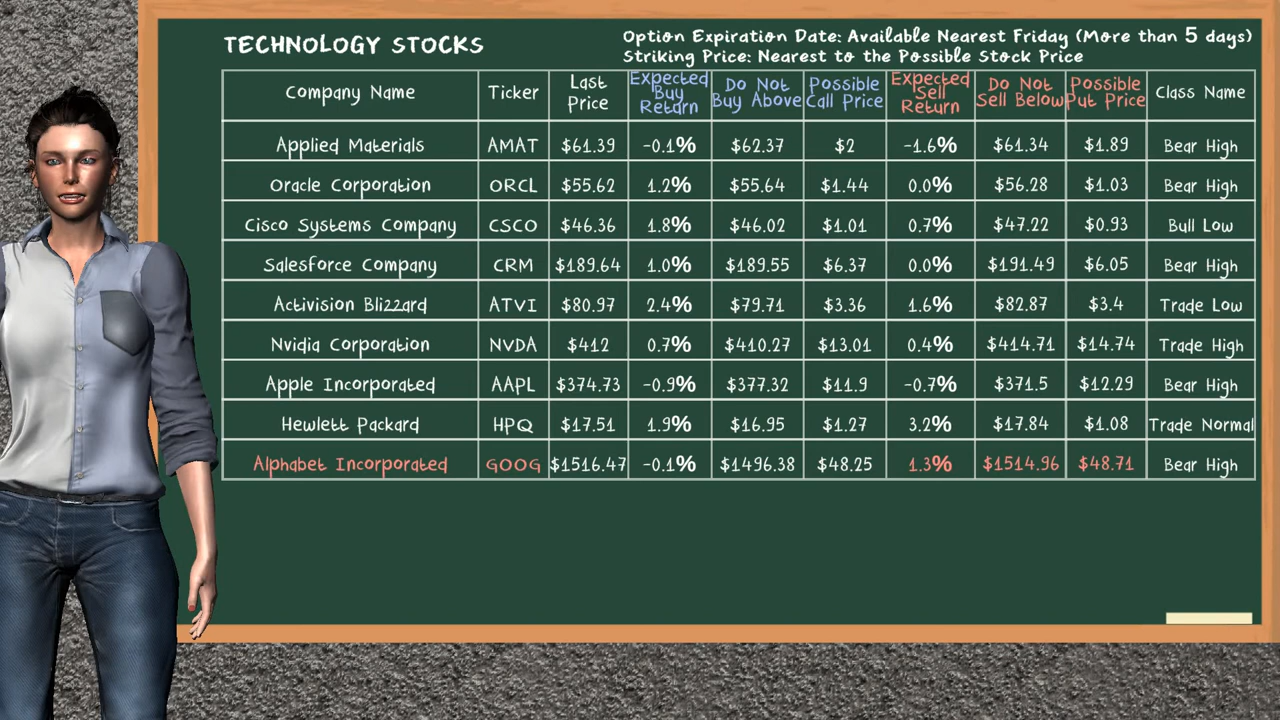 TECHNOLOGY STOCKS
Option Expiration Date: Available Nearest Friday (More than 5 days)
Striking Price: Nearest to the Possible Stock Price
Company Name Ticker Last Price Expected Buy Return Do Not Buy Above Possible Call Price Expected Sell Return Do Not Sell Below Possible Put Price Class Name
Applied Materials AMAT $61.39 -0.1% $62.37 $2 -1.6% $61.34 $1.89 Bear High
Oracle Corporation ORCL $55.62 1.2% $55.64 $1.44 0.0% $56.28 $1.03 Bear High
Cisco Systems Company CSCO $46.36 1.8% $46.02 $1.01 0.7% $47.22 $0.93 Bull Low
Salesforce Company CRM $189.64 1.0% $189.55 $6.37 0.0% $191.49 $6.05 Bear High
Activision Blizzard ATVI $80.97 2.4% $79.71 $3.36 1.6% $82.87 $3.4 Trade Low
Nvidia Corporation NVDA $412 0.7% $410.27 $13.01 0.4% $414.71 $14.74 Trade High
Apple Incorporated AAPL $374.73 -0.9% $377.32 $11.9 -0.7% $371.5 $12.29 Bear High
Hewlett Packard HPQ $17.51 1.9% $16.95 $1.27 3.2% $17.84 $1.08 Trade Normal
Alphabet Incorporated GOOG $1516.47 -0.1% $1496.38 $48.25 1.3% $1514.96 $48.71 Bear High